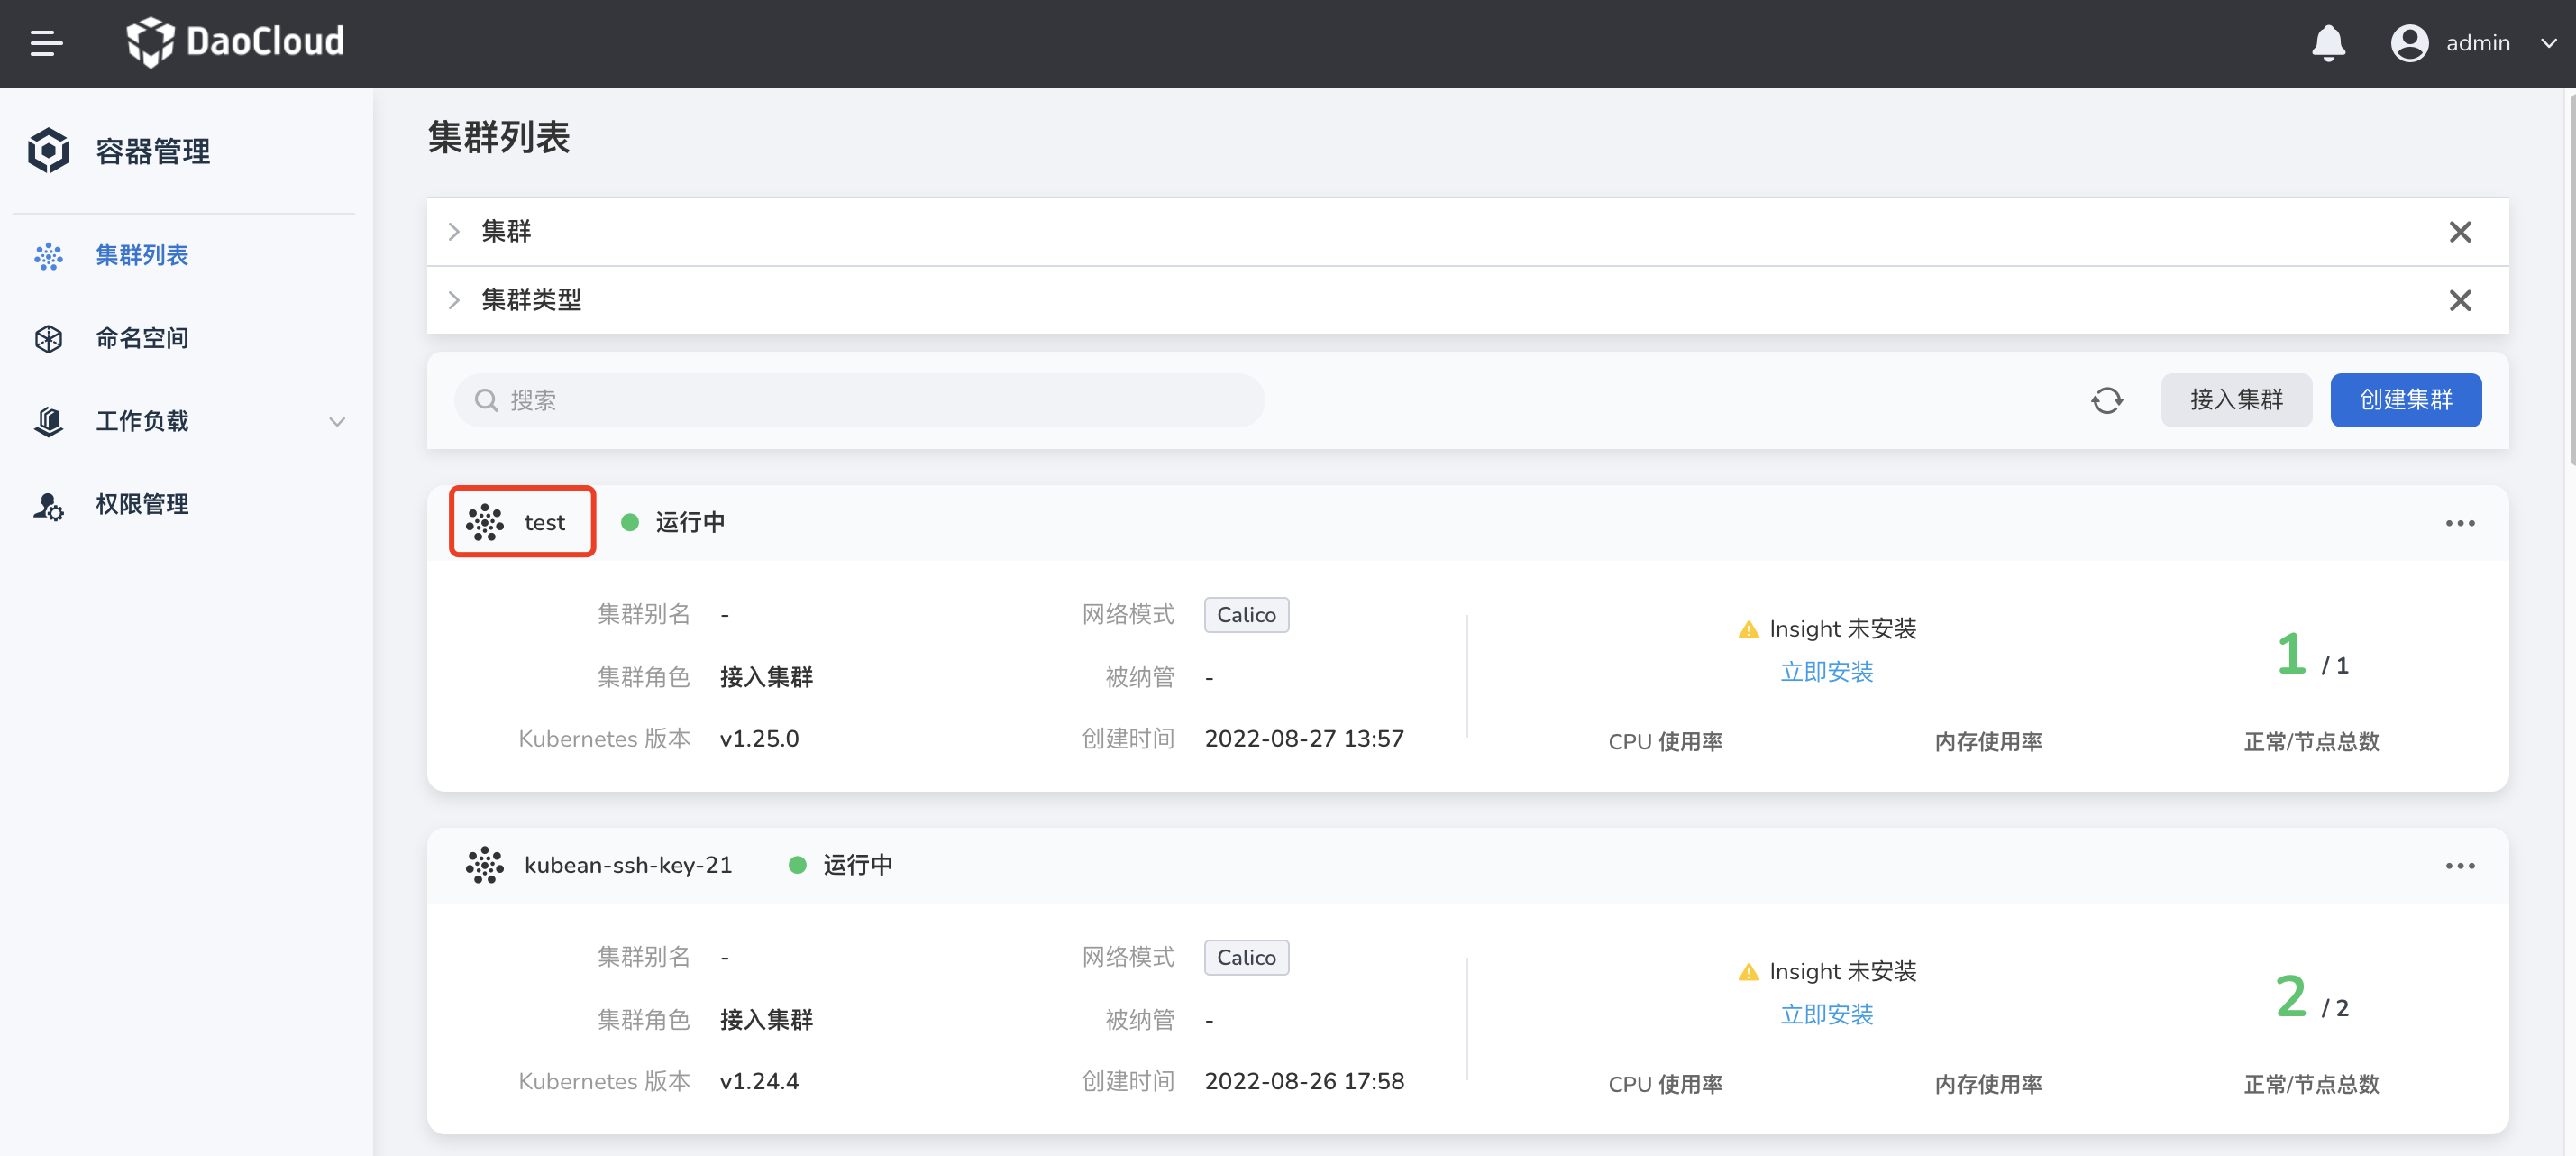 DaoCloud
admin
容器管理
集群列表
命名空间
工作负载
权限管理
集群列表
集群
集群类型
搜索
接入集群
创建集群
test
运行中
集群别名 -
网络模式 Calico
集群角色 接入集群
被纳管 -
Kubernetes 版本 v1.25.0
创建时间 2022-08-27 13:57
Insight 未安装
立即安装
CPU 使用率
内存使用率
1 / 1
正常/节点总数
kubean-ssh-key-21
运行中
集群别名 -
网络模式 Calico
集群角色 接入集群
被纳管 -
Kubernetes 版本 v1.24.4
创建时间 2022-08-26 17:58
Insight 未安装
立即安装
CPU 使用率
内存使用率
2 / 2
正常/节点总数